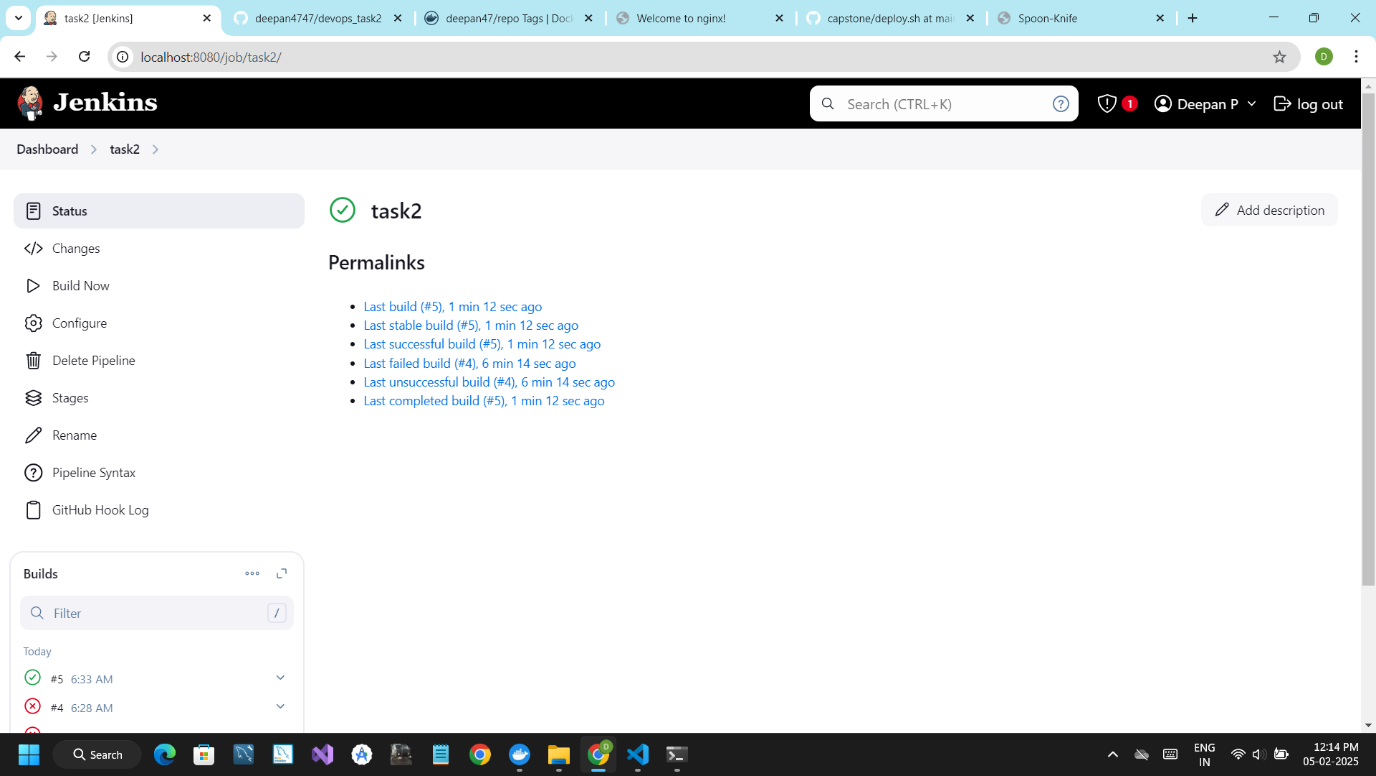 task2 [Jenkins]
deepan4747/devops_task2
deepan47/repo Tags | Doc
Welcome to nginx!
capstone/deploy.sh at mai
Spoon-Knife
localhost:8080/job/task2/
D
Jenkins
Search (CTRL+K)
?
1
Deepan P
log out
Dashboard
task2
Status
Changes
Build Now
Configure
Delete Pipeline
Stages
Rename
Pipeline Syntax
GitHub Hook Log
task2
Add description
Permalinks
Last build (#5), 1 min 12 sec ago
Last stable build (#5), 1 min 12 sec ago
Last successful build (#5), 1 min 12 sec ago
Last failed build (#4), 6 min 14 sec ago
Last unsuccessful build (#4), 6 min 14 sec ago
Last completed build (#5), 1 min 12 sec ago
Builds
Filter
/
Today
#5 6:33 AM
#4 6:28 AM
Search
D
ENG
IN
12:14 PM
05-02-2025